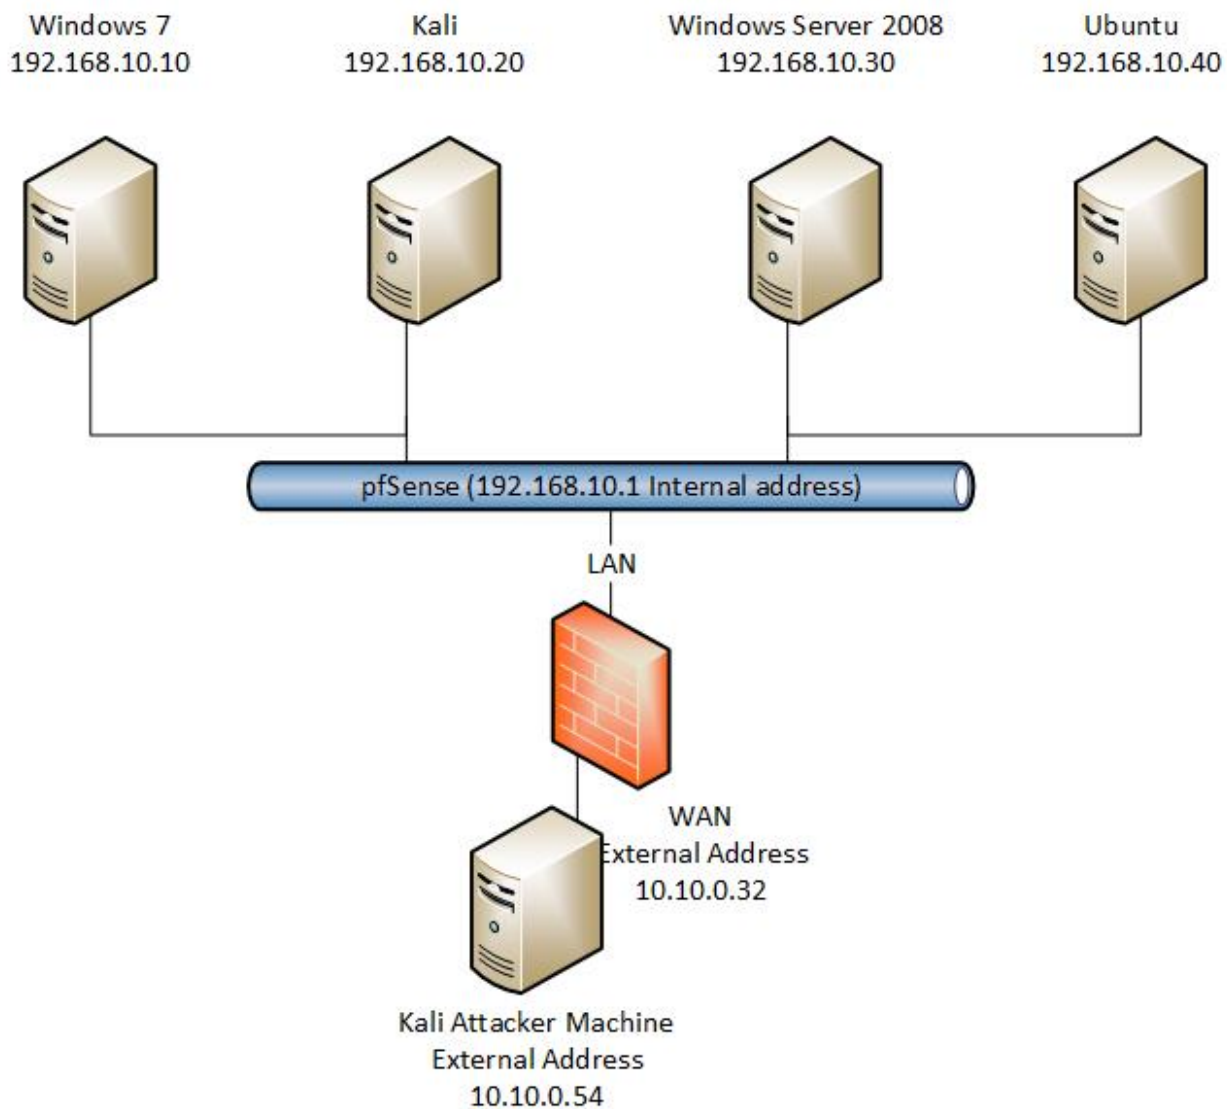 Windows 7
192.168.10.10
Kali
192.168.10.20
Windows Server 2008
192.168.10.30
Ubuntu
192.168.10.40
pfSense (192.168.10.1 Internal address)
LAN
WAN
External Address
10.10.0.32
Kali Attacker Machine
External Address
10.10.0.54